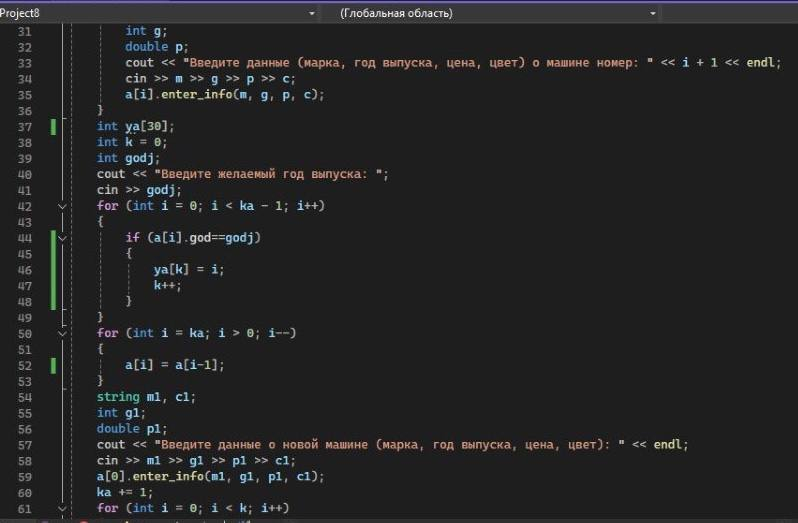 Project8 (Глобальная область)
31 int g;
32 double p;
33 cout << "Введите данные (марка, год выпуска, цена, цвет) о машине номер: " << i + 1 << endl;
34 cin >> m >> g >> p >> c;
35 a[i].enter_info(m, g, p, c);
36 }
37 int ya[30];
38 int k = 0;
39 int godj;
40 cout << "Введите желаемый год выпуска: ";
41 cin >> godj;
42 for (int i = 0; i < ka - 1; i++)
43 {
44 if (a[i].god==godj)
45 {
46 ya[k] = i;
47 k++;
48 }
49 }
50 for (int i = ka; i > 0; i--)
51 {
52 a[i] = a[i-1];
53 }
54 string m1, c1;
55 int g1;
56 double p1;
57 cout << "Введите данные о новой машине (марка, год выпуска, цена, цвет): " << endl;
58 cin >> m1 >> g1 >> p1 >> c1;
59 a[0].enter_info(m1, g1, p1, c1);
60 ka += 1;
61 for (int i = 0; i < k; i++)